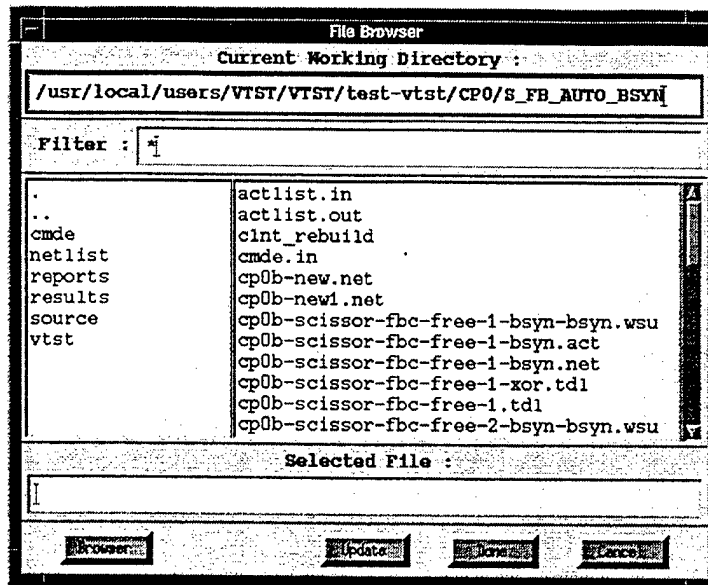 File Browser
Current Working Directory :
/usr/local/users/VTST/VTST/test-vtst/CP0/S_FB_AUTO_BSYN
Filter : *
.
..
cmde
netlist
reports
results
source
vtst
actlist.in
actlist.out
clnt_rebuild
cmde.in
cp0b-new.net
cp0b-new1.net
cp0b-scissor-fbc-free-1-bsyn-bsyn.wsu
cp0b-scissor-fbc-free-1-bsyn.act
cp0b-scissor-fbc-free-1-bsyn.net
cp0b-scissor-fbc-free-1-xor.tdl
cp0b-scissor-fbc-free-1.tdl
cp0b-scissor-fbc-free-2-bsyn-bsyn.wsu
Selected File :
Browser... Update Done Cancel